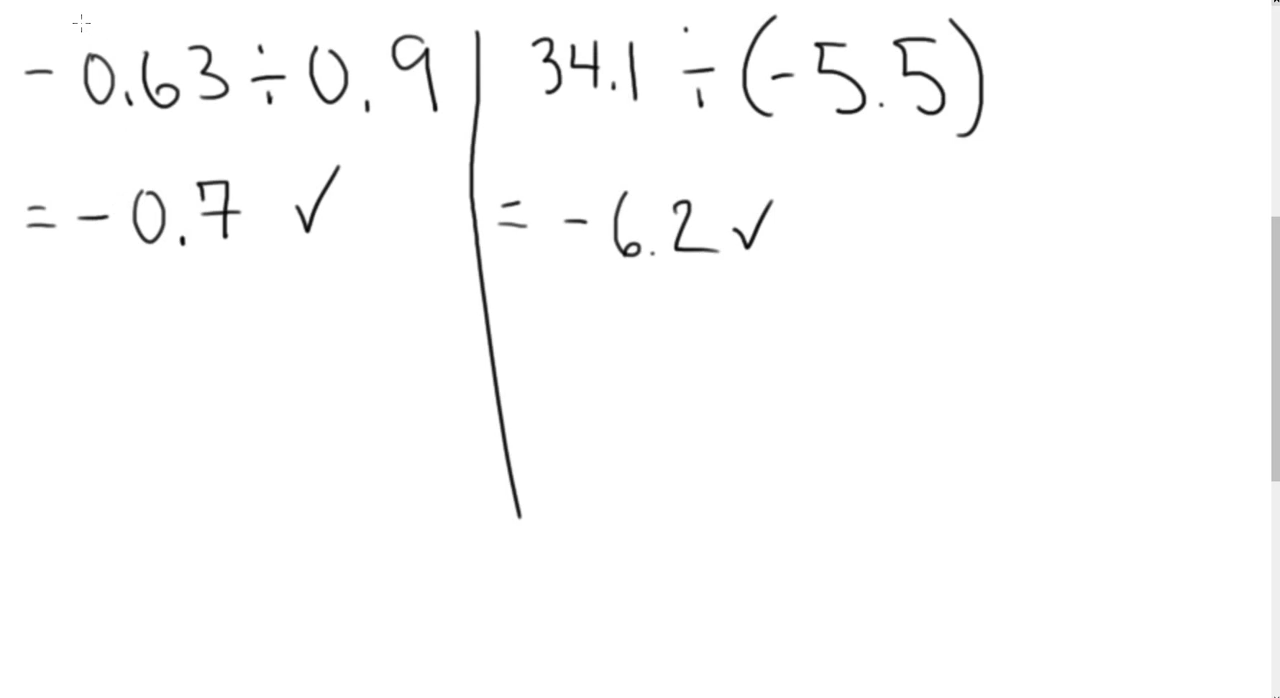 - 0.63 ÷ 0.9
= - 0.7 ✓
34.1 ÷ (-5.5)
= - 6.2 ✓